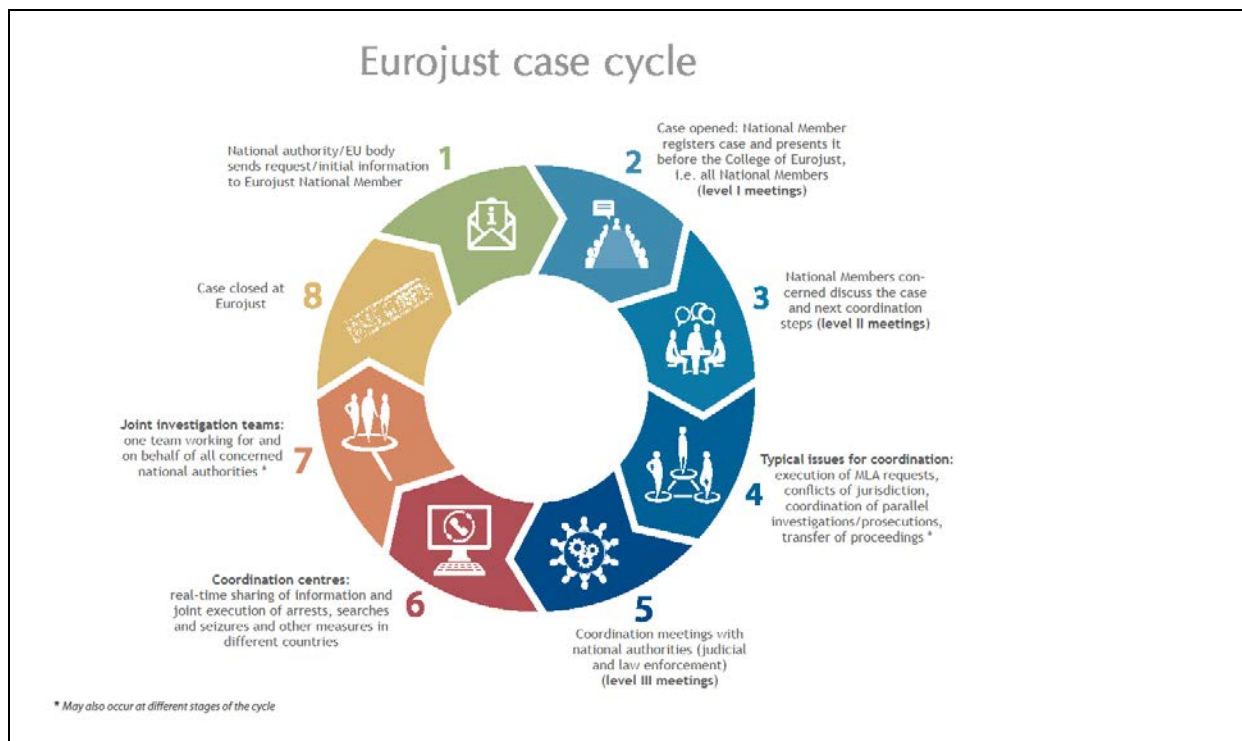 Eurojust case cycle
1
National authority/EU body
sends request/initial information
to Eurojust National Member
2
Case opened: National Member
registers case and presents it
before the College of Eurojust,
i.e. all National Members
(level I meetings)
3
National Members con-
cerned discuss the case
and next coordination
steps (level II meetings)
4
Typical issues for coordination:
execution of MLA requests,
conflicts of jurisdiction,
coordination of parallel
investigations/prosecutions,
transfer of proceedings *
5
Coordination meetings with
national authorities (judicial
and law enforcement)
(level III meetings)
6
Coordination centres:
real-time sharing of information and
joint execution of arrests, searches
and seizures and other measures in
different countries
7
Joint investigation teams:
one team working for and
on behalf of all concerned
national authorities *
8
Case closed at
Eurojust
* May also occur at different stages of the cycle